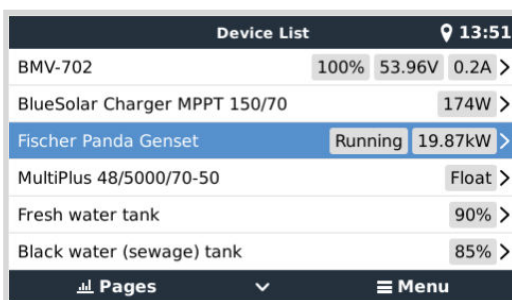 Device List 13:51
BMV-702 100% 53.96V 0.2A
BlueSolar Charger MPPT 150/70 174W
Fischer Panda Genset Running 19.87kW
MultiPlus 48/5000/70-50 Float
Fresh water tank 90%
Black water (sewage) tank 85%
Pages Menu